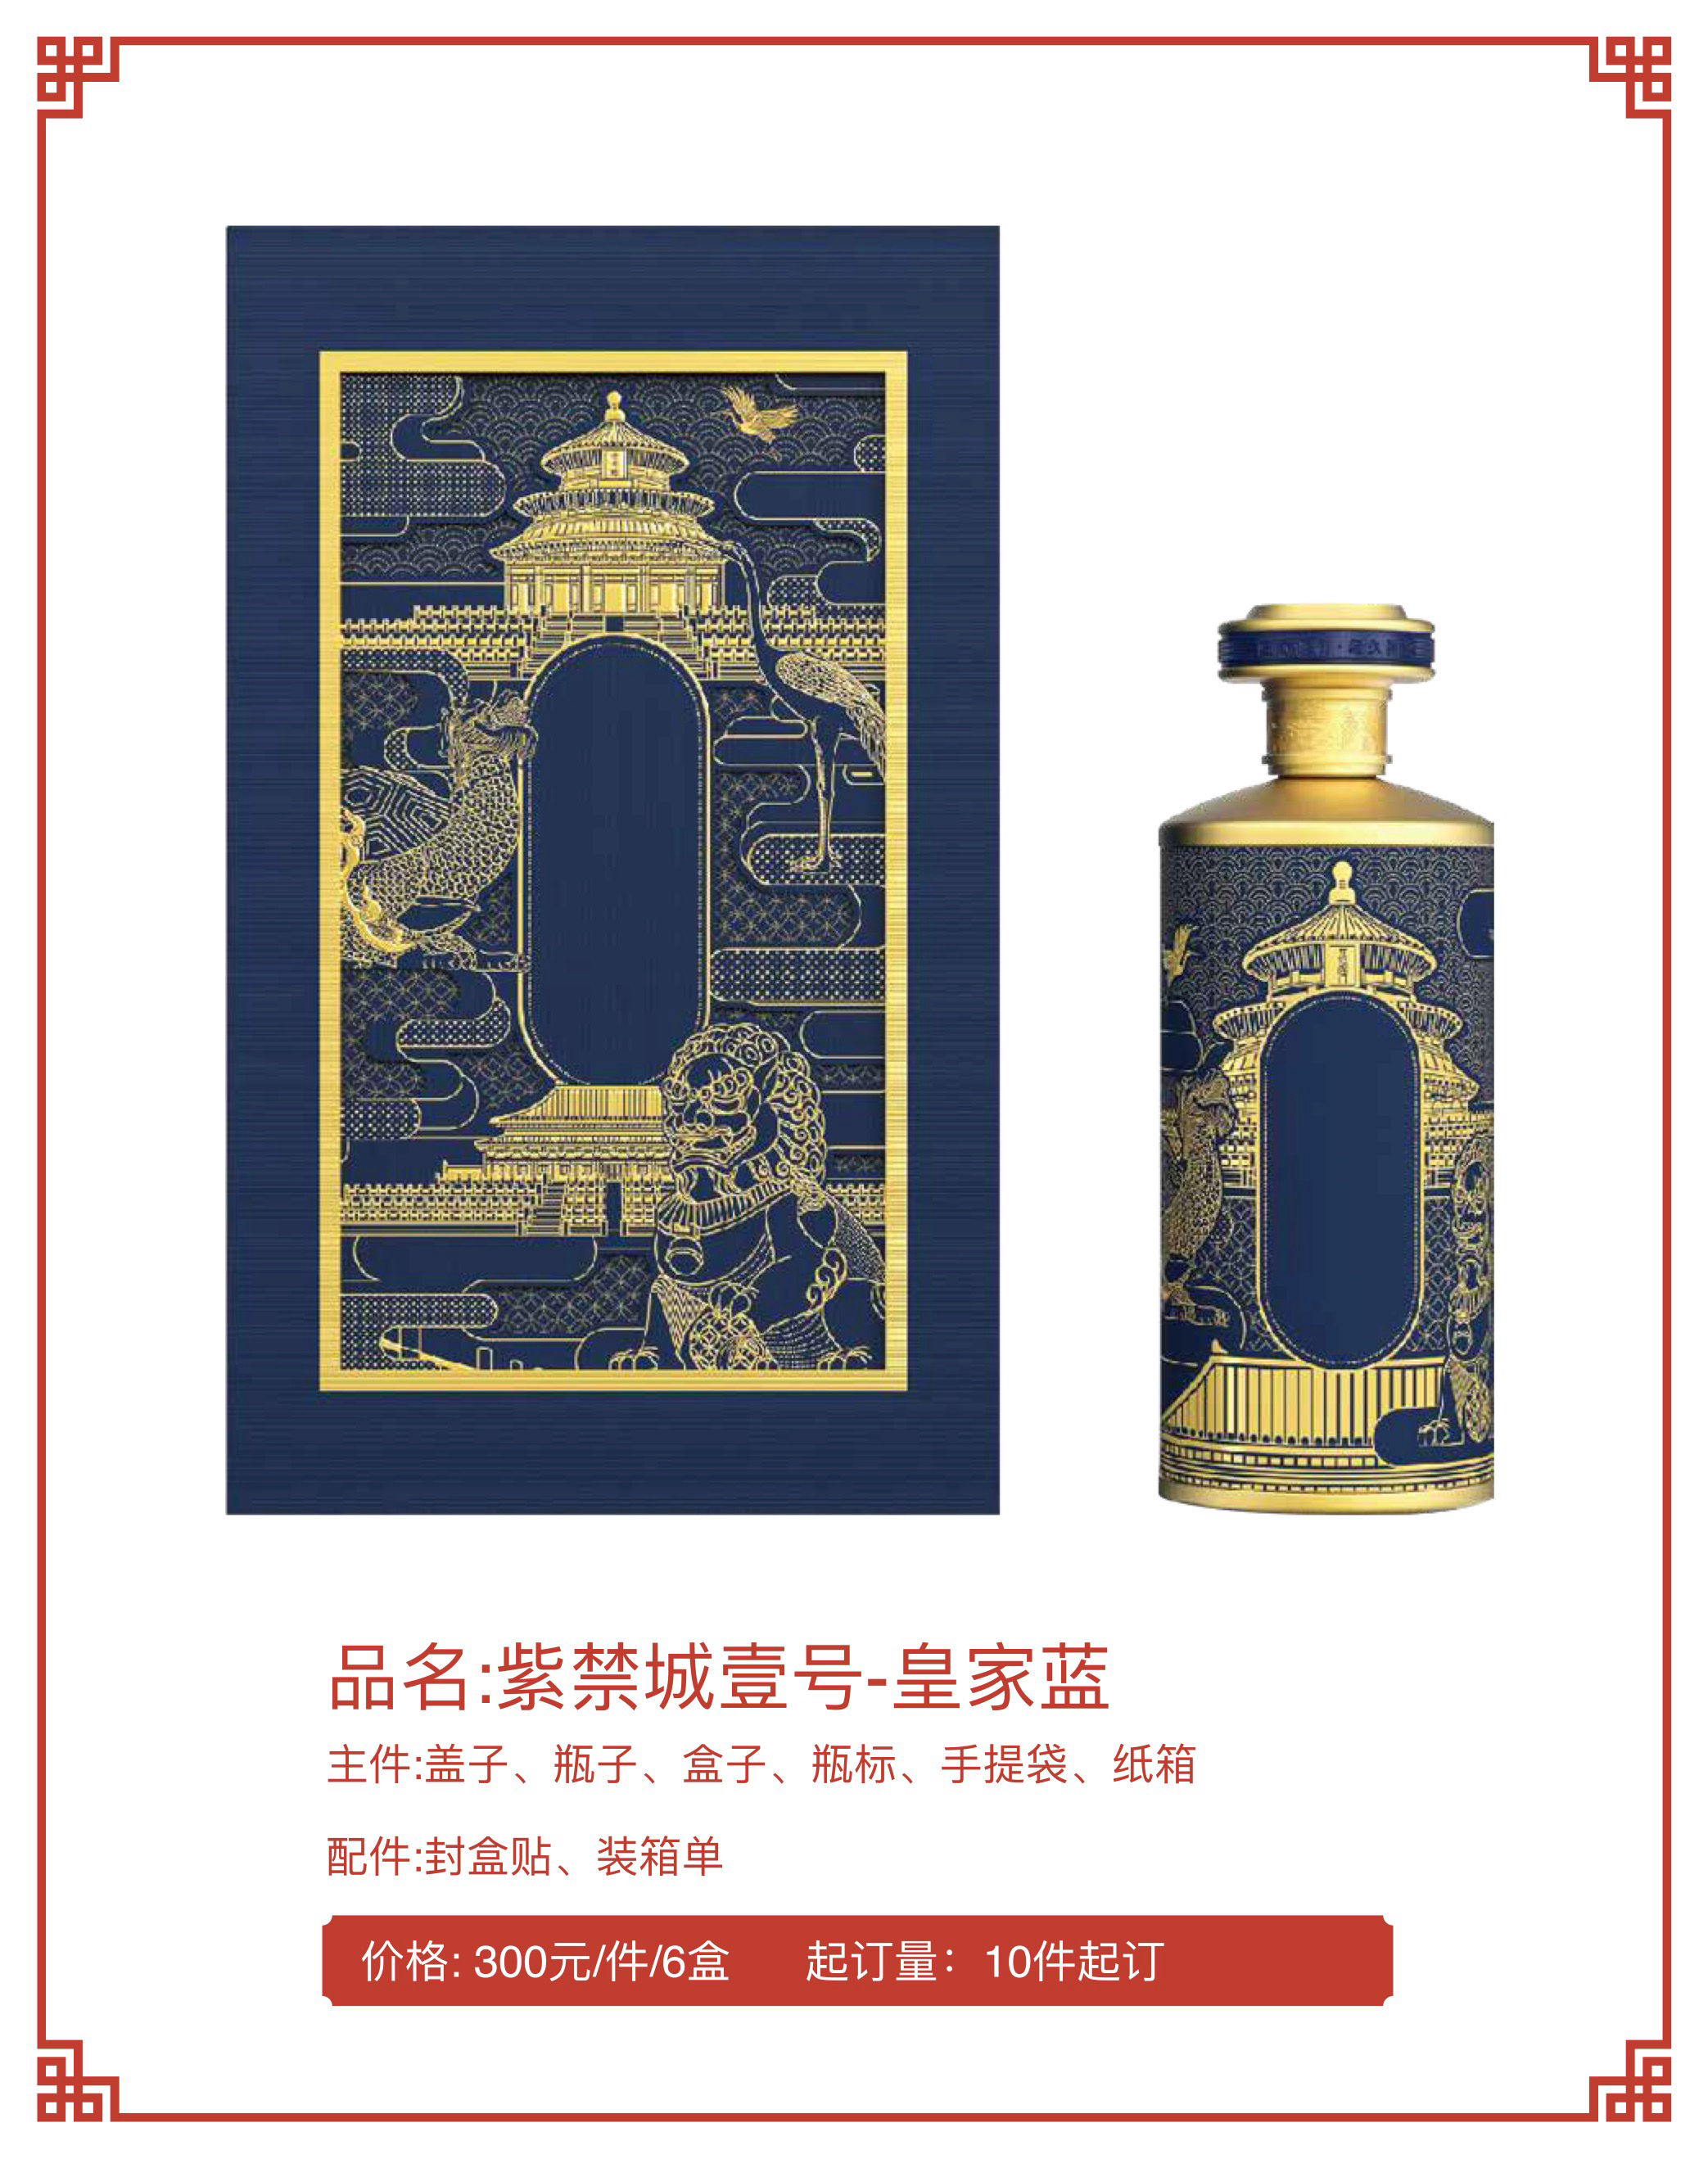 品名:紫禁城壹号-皇家蓝
主件:盖子、瓶子、盒子、瓶标、手提袋、纸箱
配件:封盒贴、装箱单
价格: 300元/件/6盒 起订量：10件起订